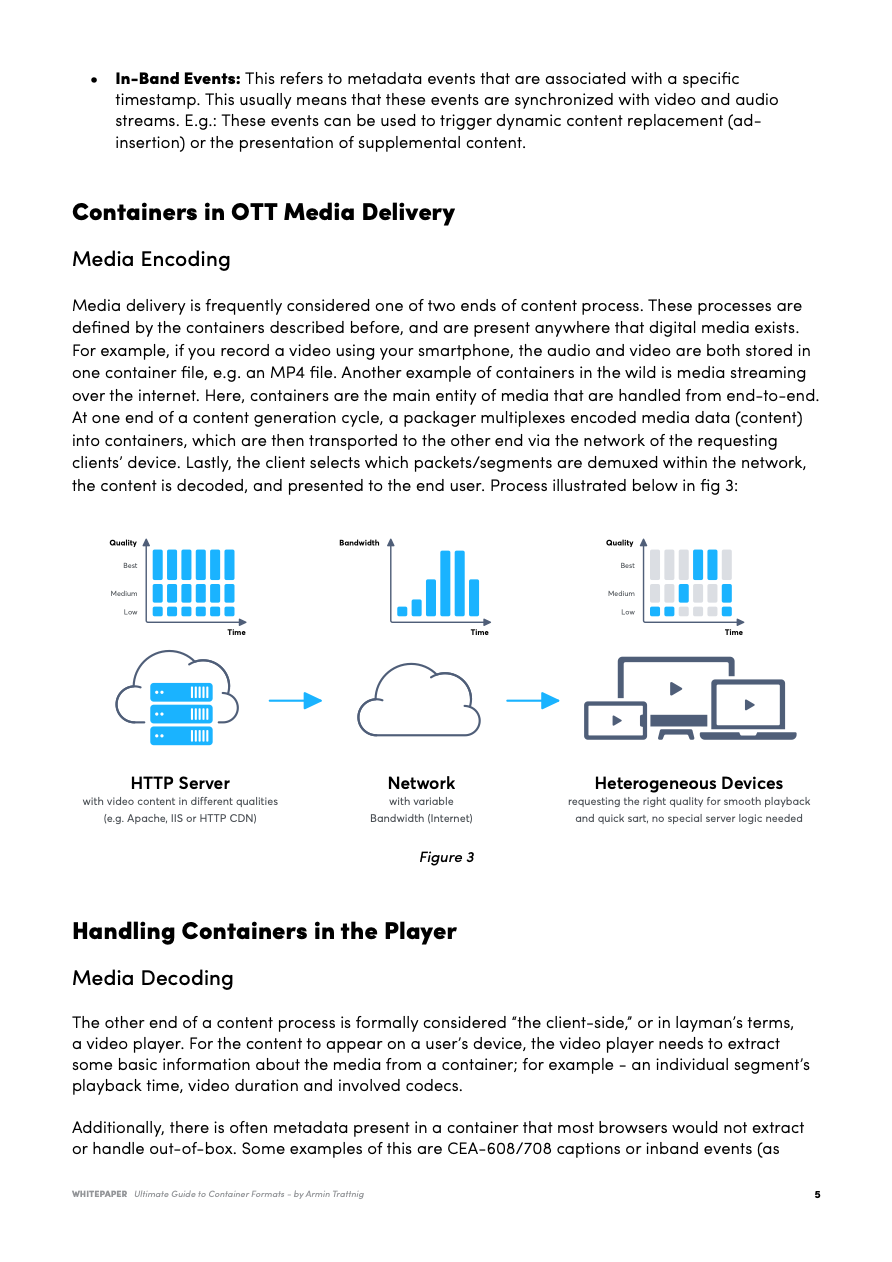 • In-Band Events: This refers to metadata events that are associated with a specific
timestamp. This usually means that these events are synchronized with video and audio
streams. E.g.: These events can be used to trigger dynamic content replacement (ad-
insertion) or the presentation of supplemental content.
Containers in OTT Media Delivery
Media Encoding
Media delivery is frequently considered one of two ends of content process. These processes are
defined by the containers described before, and are present anywhere that digital media exists.
For example, if you record a video using your smartphone, the audio and video are both stored in
one container file, e.g. an MP4 file. Another example of containers in the wild is media streaming
over the internet. Here, containers are the main entity of media that are handled from end-to-end.
At one end of a content generation cycle, a packager multiplexes encoded media data (content)
into containers, which are then transported to the other end via the network of the requesting
clients’ device. Lastly, the client selects which packets/segments are demuxed within the network,
the content is decoded, and presented to the end user. Process illustrated below in fig 3:
Quality
Best
Medium
Low
Time
Bandwidth
Time
Quality
Best
Medium
Low
Time
HTTP Server
with video content in different qualities
(e.g. Apache, IIS or HTTP CDN)
Network
with variable
Bandwidth (Internet)
Heterogeneous Devices
requesting the right quality for smooth playback
and quick sart, no special server logic needed
Figure 3
Handling Containers in the Player
Media Decoding
The other end of a content process is formally considered “the client-side,” or in layman’s terms,
a video player. For the content to appear on a user’s device, the video player needs to extract
some basic information about the media from a container; for example - an individual segment’s
playback time, video duration and involved codecs.
Additionally, there is often metadata present in a container that most browsers would not extract
or handle out-of-box. Some examples of this are CEA-608/708 captions or inband events (as
WHITEPAPER Ultimate Guide to Container Formats - by Armin Trattnig
5